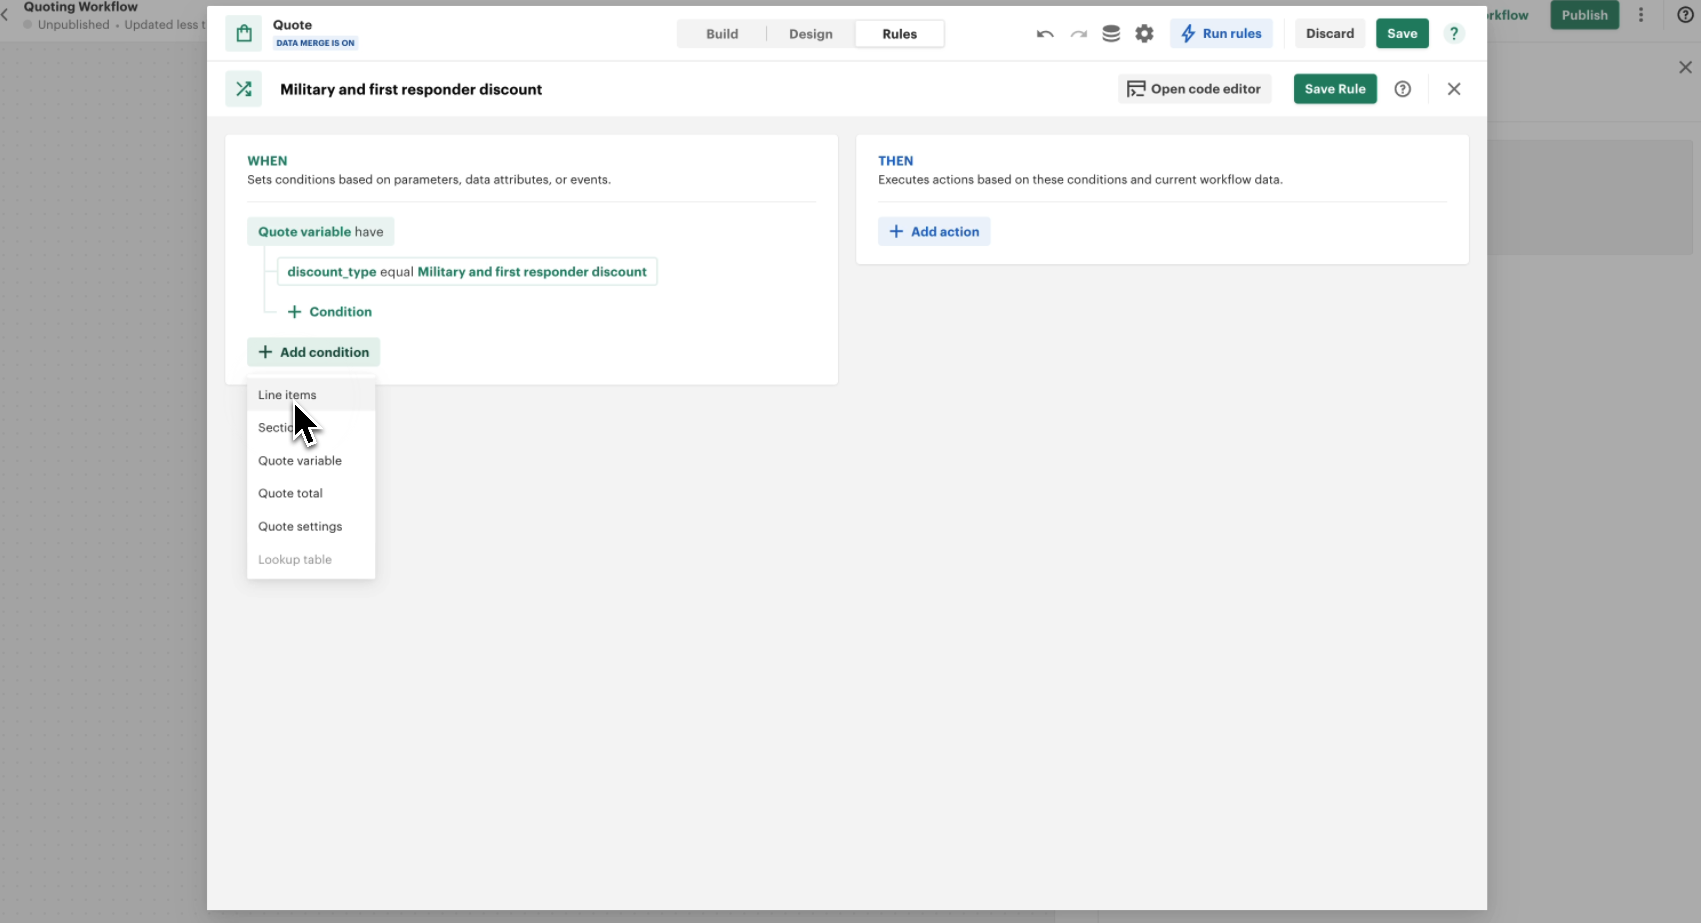 Quoting Workflow
Unpublished • Updated less t
Quote
DATA MERGE IS ON
Build
Design
Rules
Run rules
Discard
Save
?
rkflow
Publish
Military and first responder discount
Open code editor
Save Rule
WHEN
Sets conditions based on parameters, data attributes, or events.
Quote variable have
discount_type equal Military and first responder discount
+ Condition
+ Add condition
Line items
Sectio
Quote variable
Quote total
Quote settings
Lookup table
THEN
Executes actions based on these conditions and current workflow data.
+ Add action